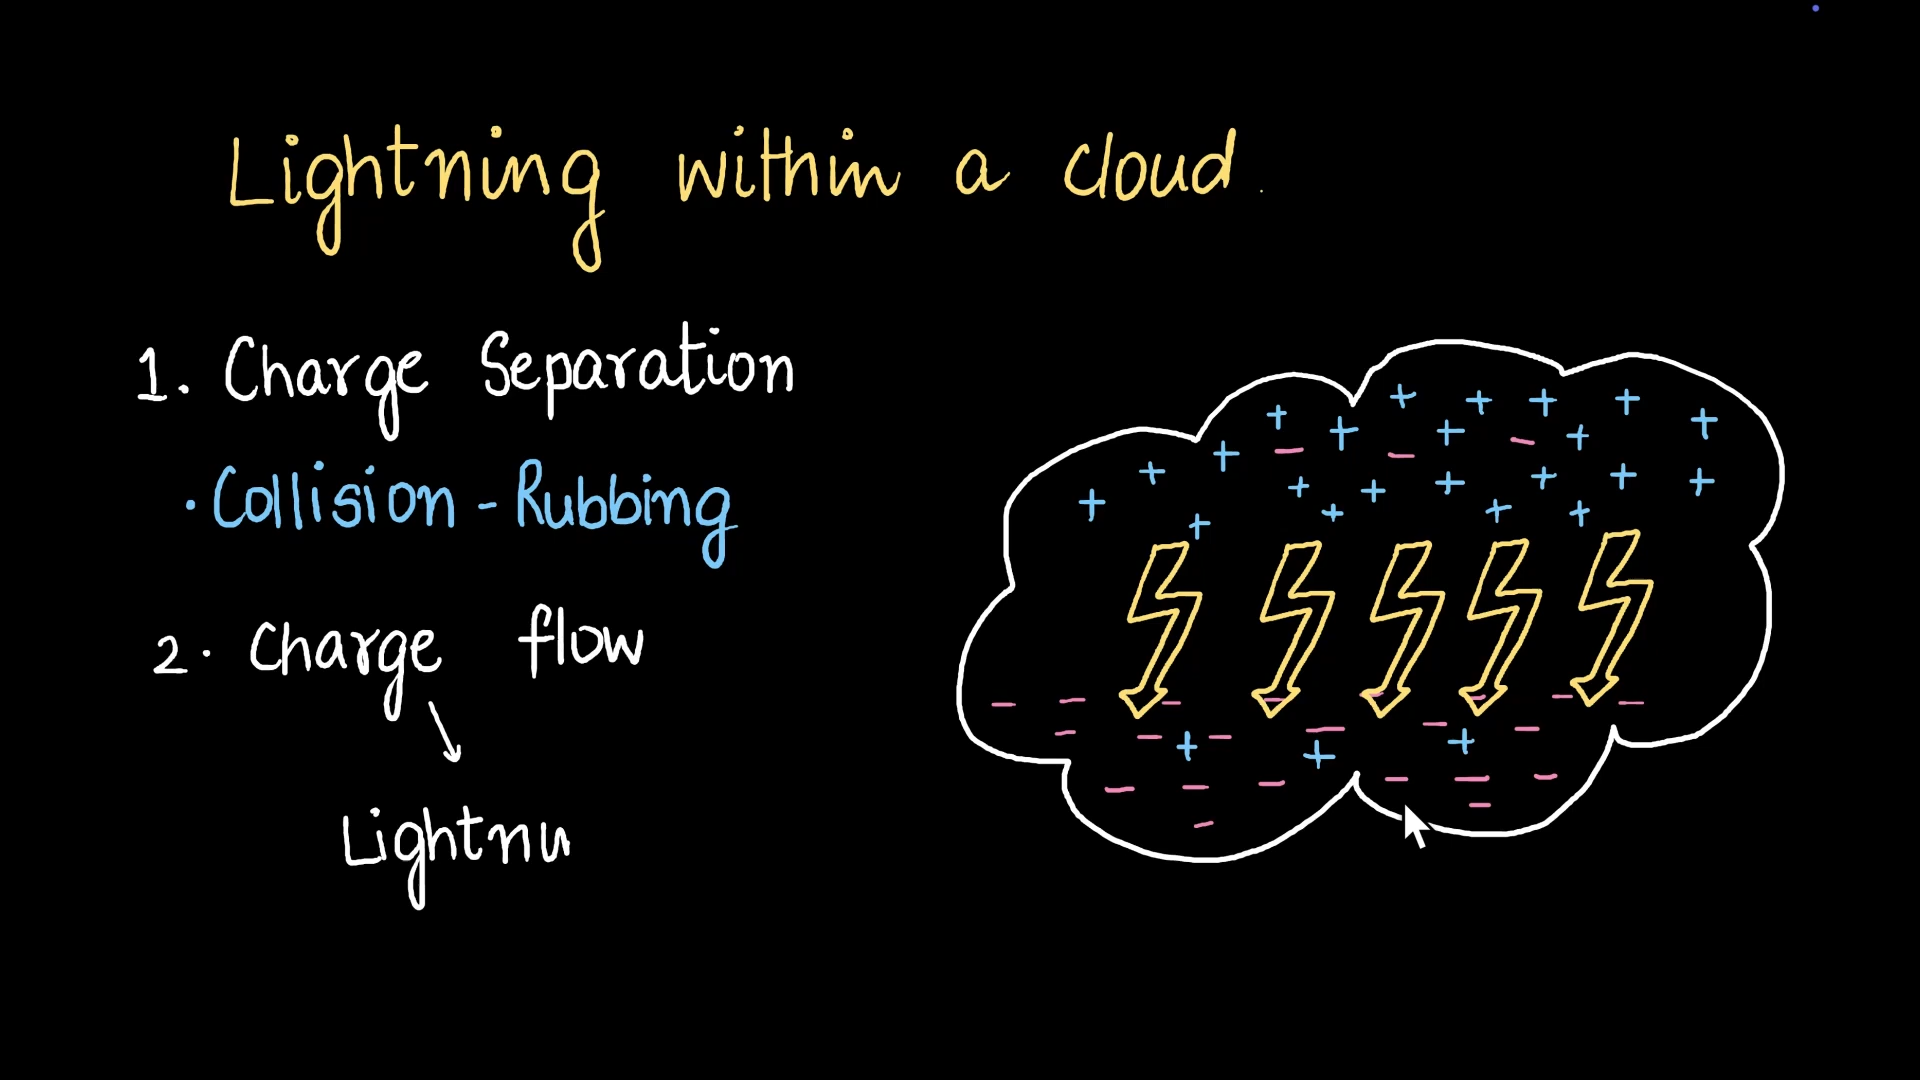 Lightning within a cloud
1. Charge Separation
· Collision - Rubbing
2. Charge flow
Lightnu